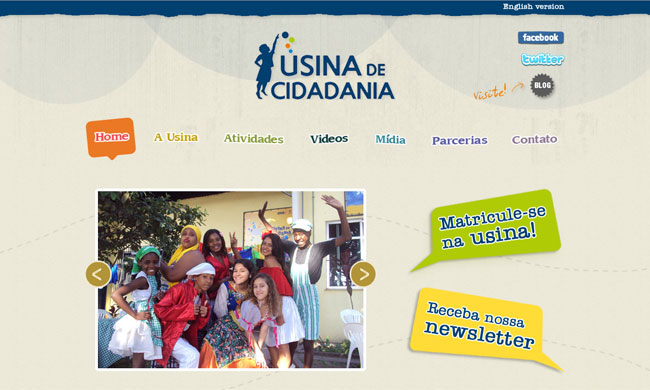 English version
facebook
twitter
visite!
BLOG
USINA DE
CIDADANIA
Home A Usina Atividades Videos Mídia Parcerias Contato
Matricule-se
na usina!
Receba nossa
newsletter